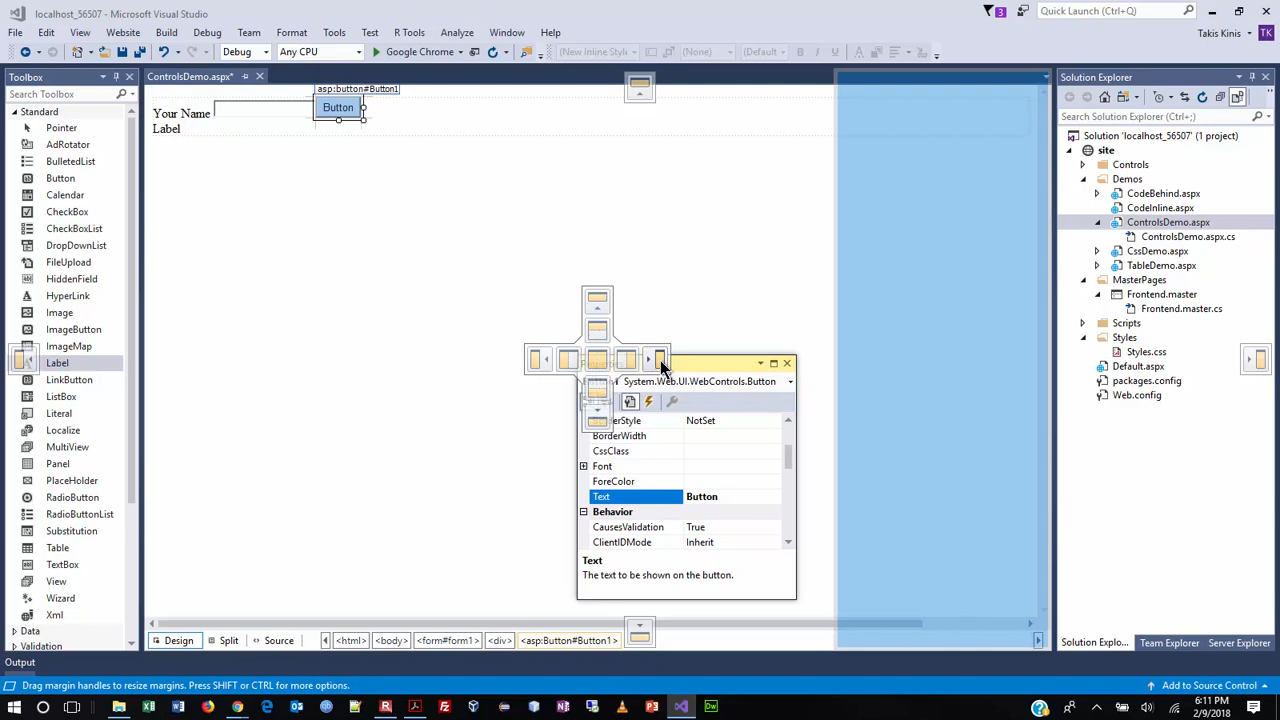 localhost_56507 - Microsoft Visual Studio
3
Quick Launch (Ctrl+Q)
File Edit View Website Build Debug Team Format Table Tools Test R Tools Analyze Window Help
Takis Kinis
TK
Debug Any CPU Google Chrome (New Inline Style) (None) (Default) B I U A
Toolbox
Search Toolbox
Standard
Pointer
AdRotator
BulletedList
Button
Calendar
CheckBox
CheckBoxList
DropDownList
FileUpload
HiddenField
HyperLink
Image
ImageButton
ImageMap
Label
LinkButton
ListBox
Literal
Localize
MultiView
Panel
PlaceHolder
RadioButton
RadioButtonList
Substitution
Table
TextBox
View
Wizard
Xml
Data
Validation
ControlsDemo.aspx*
asp:button#Button1
Your Name Button
Label
System.Web.UI.WebControls.Button
NotSet
BorderWidth
CssClass
Font
ForeColor
Text Button
Behavior
CausesValidation True
ClientIDMode Inherit
Text
The text to be shown on the button.
Design Split Source <html> <body> <form#form1> <div> <asp:Button#Button1>
Solution Explorer
Search Solution Explorer (Ctrl+;)
Solution 'localhost_56507' (1 project)
site
Controls
Demos
CodeBehind.aspx
CodeInline.aspx
ControlsDemo.aspx
ControlsDemo.aspx.cs
CssDemo.aspx
TableDemo.aspx
MasterPages
Frontend.master
Frontend.master.cs
Scripts
Styles
Styles.css
Default.aspx
packages.config
Web.config
Solution Explo... Team Explorer Server Explorer
Output
Drag margin handles to resize margins. Press SHIFT or CTRL for more options.
Add to Source Control
6:11 PM
2/9/2018